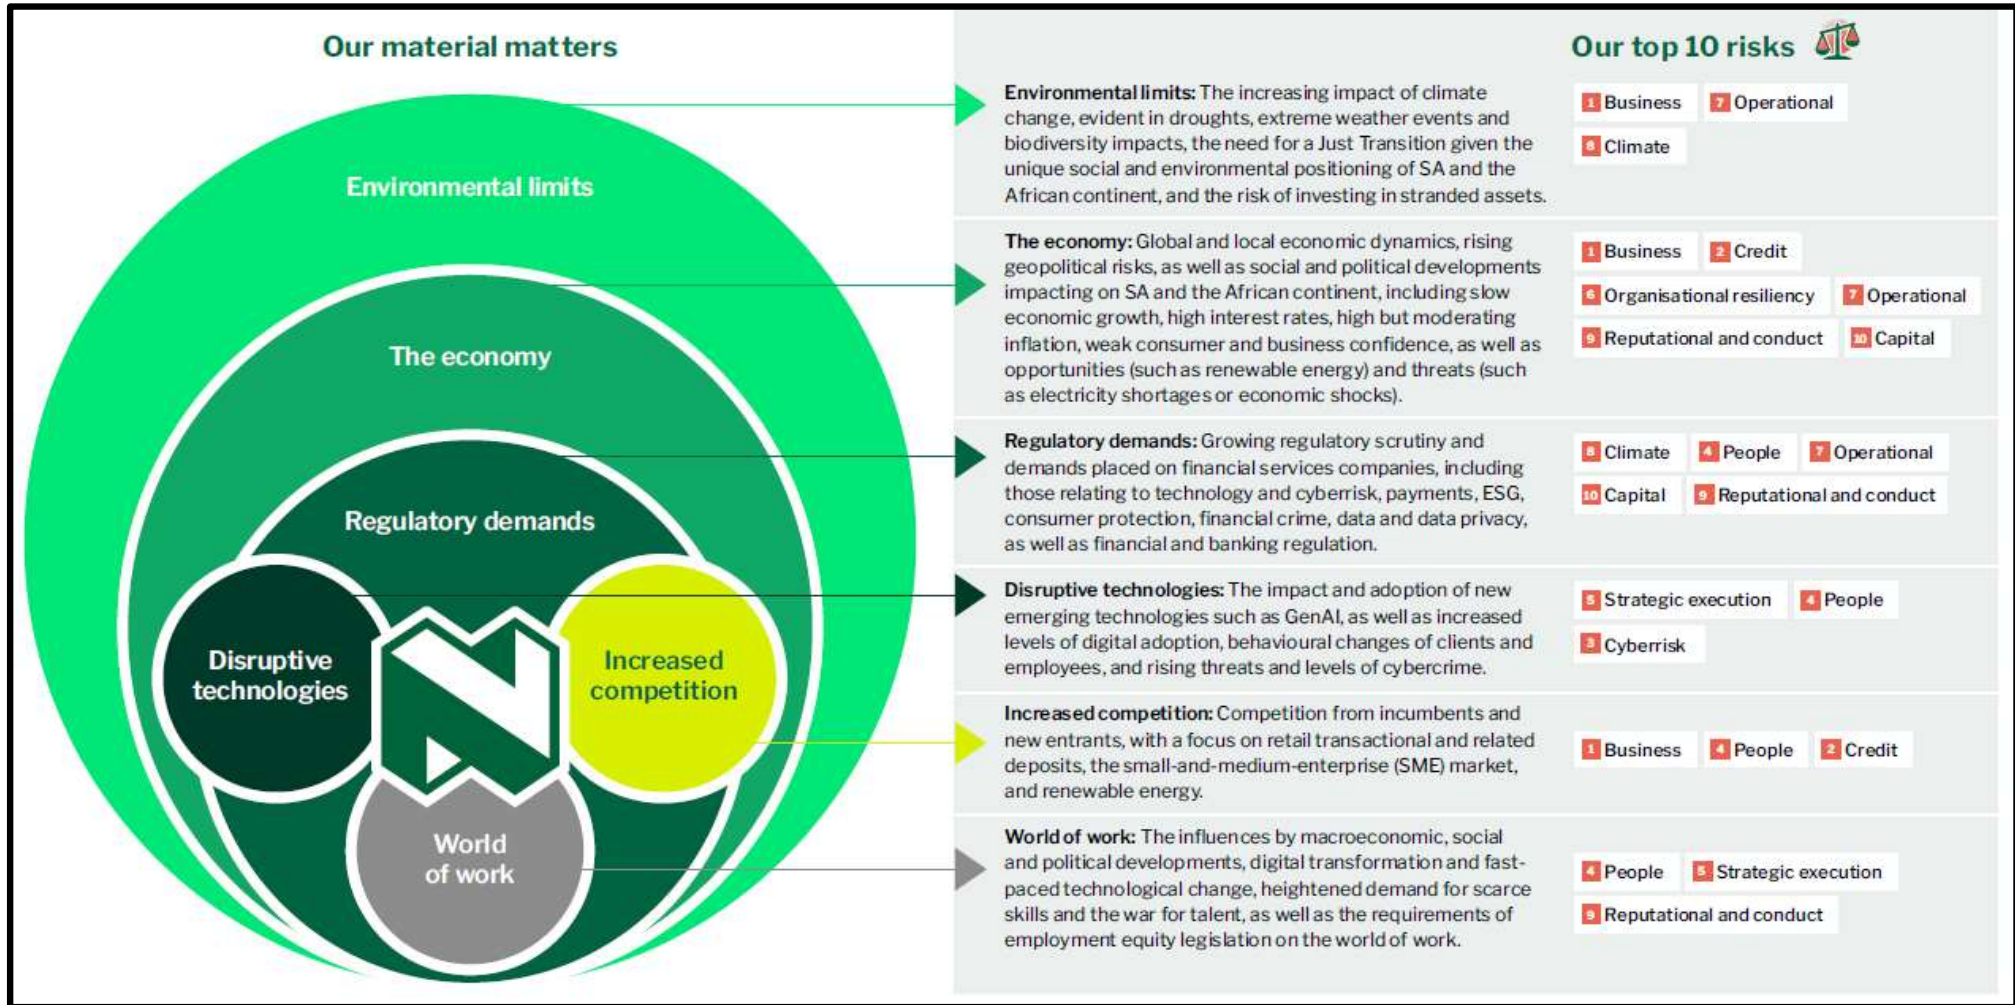 Our material matters
Environmental limits
The economy
Regulatory demands
Disruptive
technologies
Increased
competition
World
of work
Our top 10 risks
Environmental limits: The increasing impact of climate
change, evident in droughts, extreme weather events and
biodiversity impacts, the need for a Just Transition given the
unique social and environmental positioning of SA and the
African continent, and the risk of investing in stranded assets.
1 Business 7 Operational
8 Climate
The economy: Global and local economic dynamics, rising
geopolitical risks, as well as social and political developments
impacting on SA and the African continent, including slow
economic growth, high interest rates, high but moderating
inflation, weak consumer and business confidence, as well as
opportunities (such as renewable energy) and threats (such
as electricity shortages or economic shocks).
1 Business 2 Credit
6 Organisational resiliency 7 Operational
9 Reputational and conduct 10 Capital
Regulatory demands: Growing regulatory scrutiny and
demands placed on financial services companies, including
those relating to technology and cyberrisk, payments, ESG,
consumer protection, financial crime, data and data privacy,
as well as financial and banking regulation.
8 Climate 4 People 7 Operational
10 Capital 9 Reputational and conduct
Disruptive technologies: The impact and adoption of new
emerging technologies such as GenAI, as well as increased
levels of digital adoption, behavioural changes of clients and
employees, and rising threats and levels of cybercrime.
5 Strategic execution 4 People
3 Cyberrisk
Increased competition: Competition from incumbents and
new entrants, with a focus on retail transactional and related
deposits, the small-and-medium-enterprise (SME) market,
and renewable energy.
1 Business 4 People 2 Credit
World of work: The influences by macroeconomic, social
and political developments, digital transformation and fast-
paced technological change, heightened demand for scarce
skills and the war for talent, as well as the requirements of
employment equity legislation on the world of work.
4 People 5 Strategic execution
9 Reputational and conduct